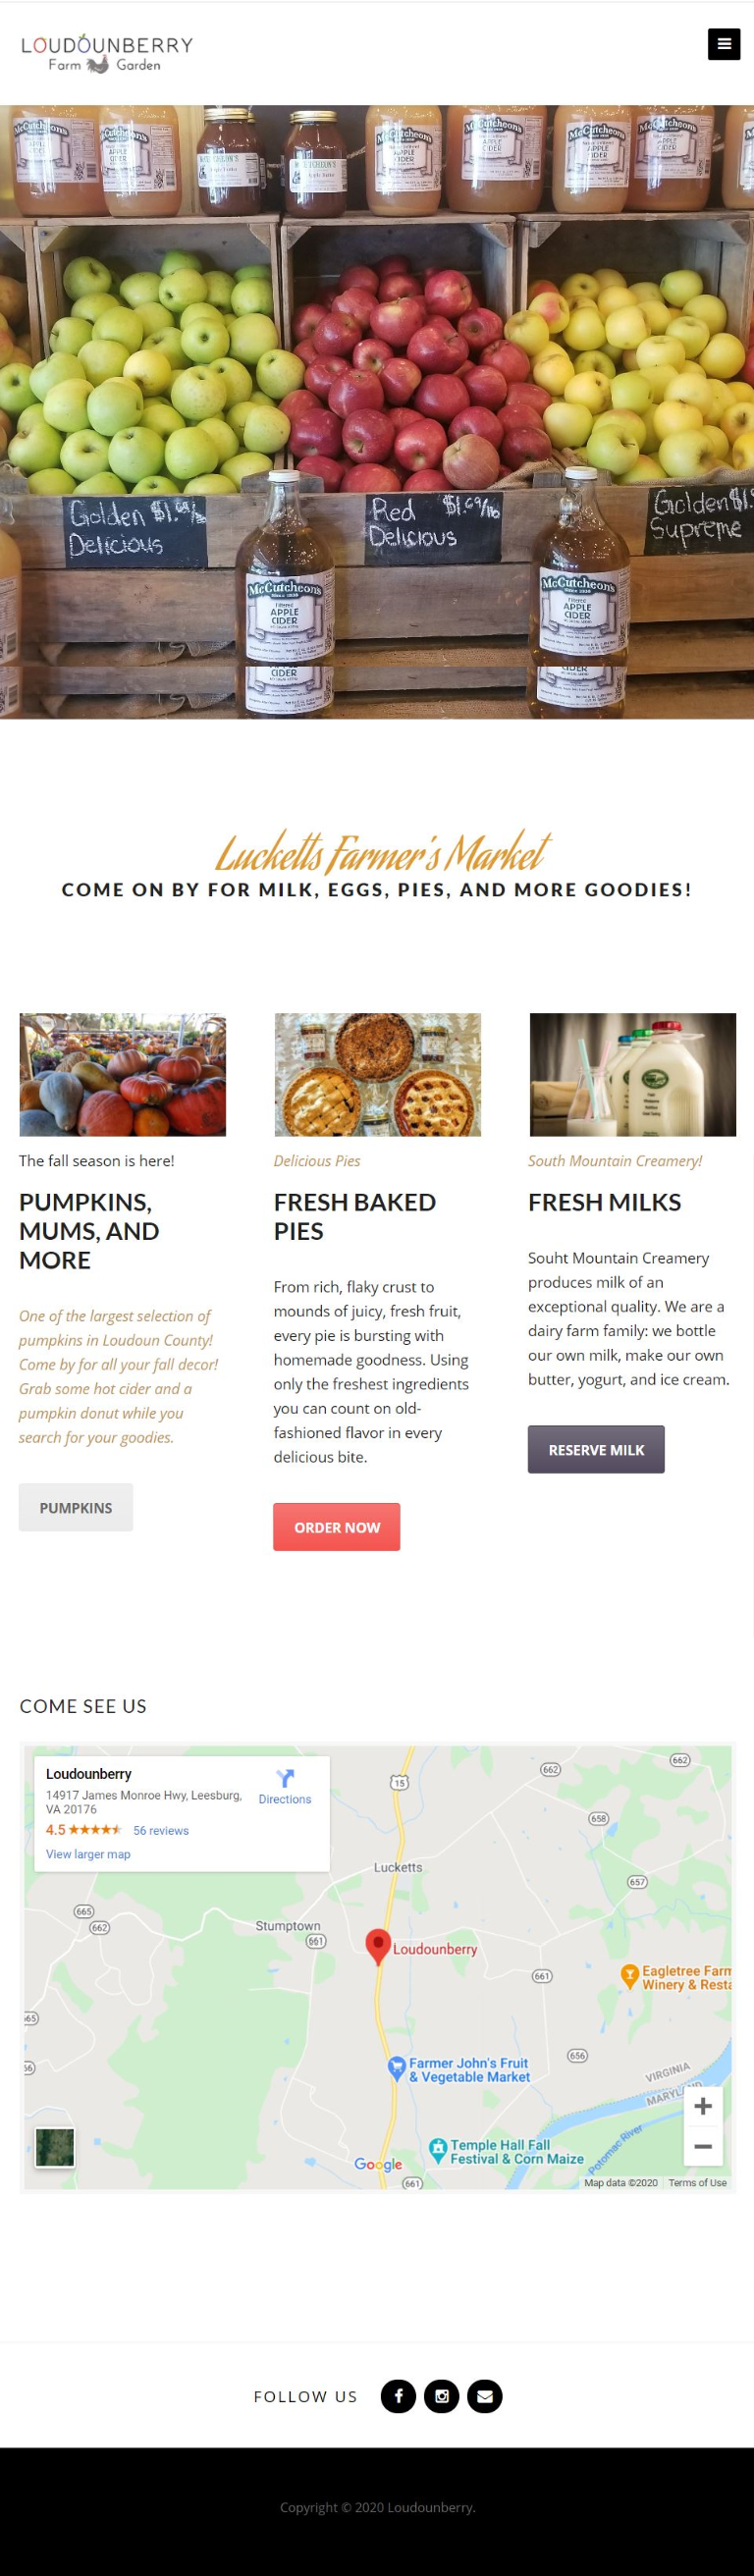 LOUDOUNBERRY
Farm Garden
McCutcheon's
APPLE
CIDER
Golden $1.69/lb
Delicious
Red $1.69/lb
Delicious
Golden $1.
Supreme
McCutcheon's
Filtered
APPLE
CIDER
McCutcheon's
Filtered
APPLE
CIDER
CIDER
CIDER
Lucketts Farmer's Market
COME ON BY FOR MILK, EGGS, PIES, AND MORE GOODIES!
The fall season is here!
PUMPKINS,
MUMS, AND
MORE
One of the largest selection of
pumpkins in Loudoun County!
Come by for all your fall decor!
Grab some hot cider and a
pumpkin donut while you
search for your goodies.
PUMPKINS
Delicious Pies
FRESH BAKED
PIES
From rich, flaky crust to
mounds of juicy, fresh fruit,
every pie is bursting with
homemade goodness. Using
only the freshest ingredients
you can count on old-
fashioned flavor in every
delicious bite.
ORDER NOW
South Mountain Creamery!
FRESH MILKS
Souht Mountain Creamery
produces milk of an
exceptional quality. We are a
dairy farm family: we bottle
our own milk, make our own
butter, yogurt, and ice cream.
RESERVE MILK
COME SEE US
Loudounberry
14917 James Monroe Hwy, Leesburg,
VA 20176
Directions
4.5 56 reviews
View larger map
15
662
662
658
Lucketts
657
665
662
Stumptown
661
Loudounberry
661
Eagletree Farm
Winery & Resta
65
656
66
Farmer John's Fruit
& Vegetable Market
VIRGINIA
MARYLAND
Potomac River
Temple Hall Fall
Festival & Corn Maize
Google
661
Map data ©2020 Terms of Use
FOLLOW US
Copyright © 2020 Loudounberry.